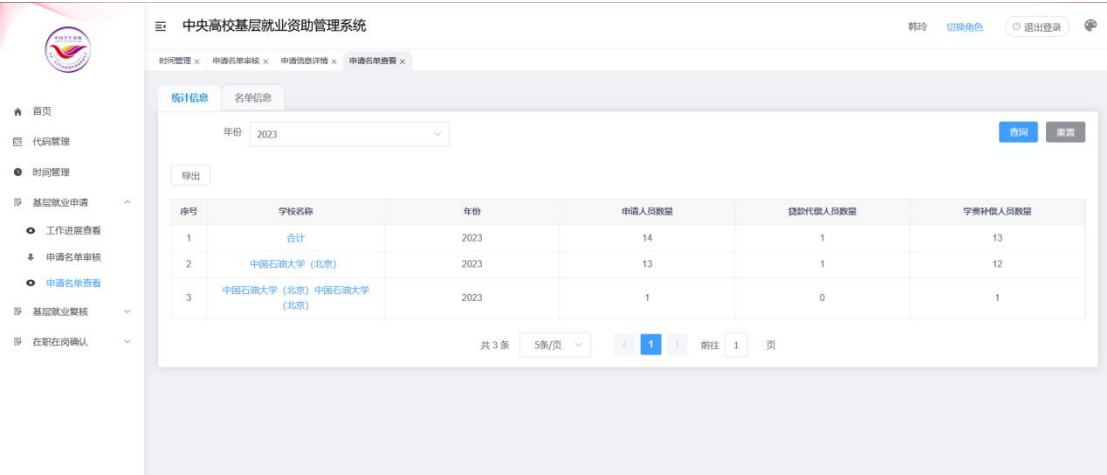 中央高校基层就业资助管理系统
韩玲 切换角色 退出登录
时间管理 × 申请名单审核 × 申请信息详情 × 申请名单查看 ×
首页
代码管理
时间管理
基层就业申请
工作进展查看
申请名单审核
申请名单查看
基层就业复核
在职在岗确认
统计信息 名单信息
年份 2023 查询 重置
导出
序号 学校名称 年份 申请人员数量 贷款代偿人员数量 学费补偿人员数量
1 合计 2023 14 1 13
2 中国石油大学（北京） 2023 13 1 12
3 中国石油大学（北京）中国石油大学 2023 1 0 1
（北京）
共 3 条 5条/页 < 1 > 前往 1 页